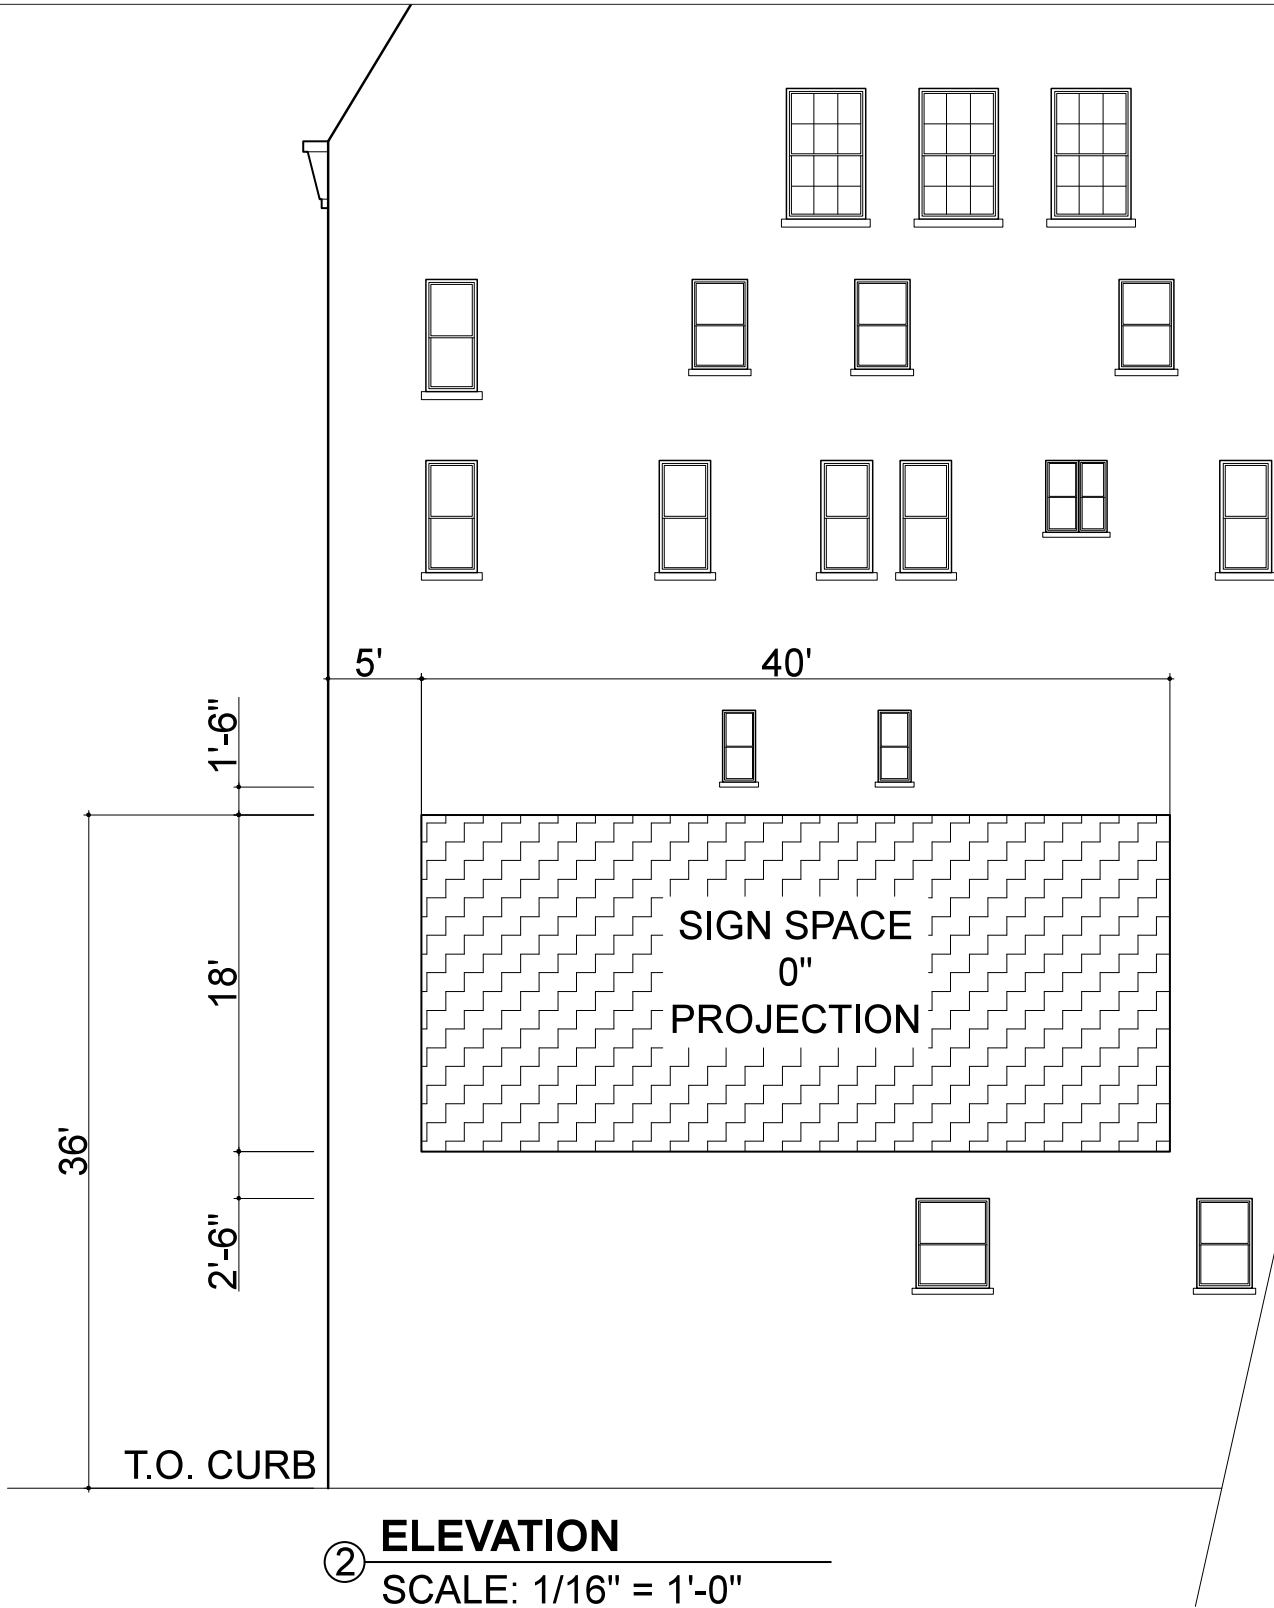 5'
40'
1'-6"
SIGN SPACE
0"
PROJECTION
18'
36'
2'-6"
T.O. CURB
2
ELEVATION
SCALE: 1/16" = 1'-0"